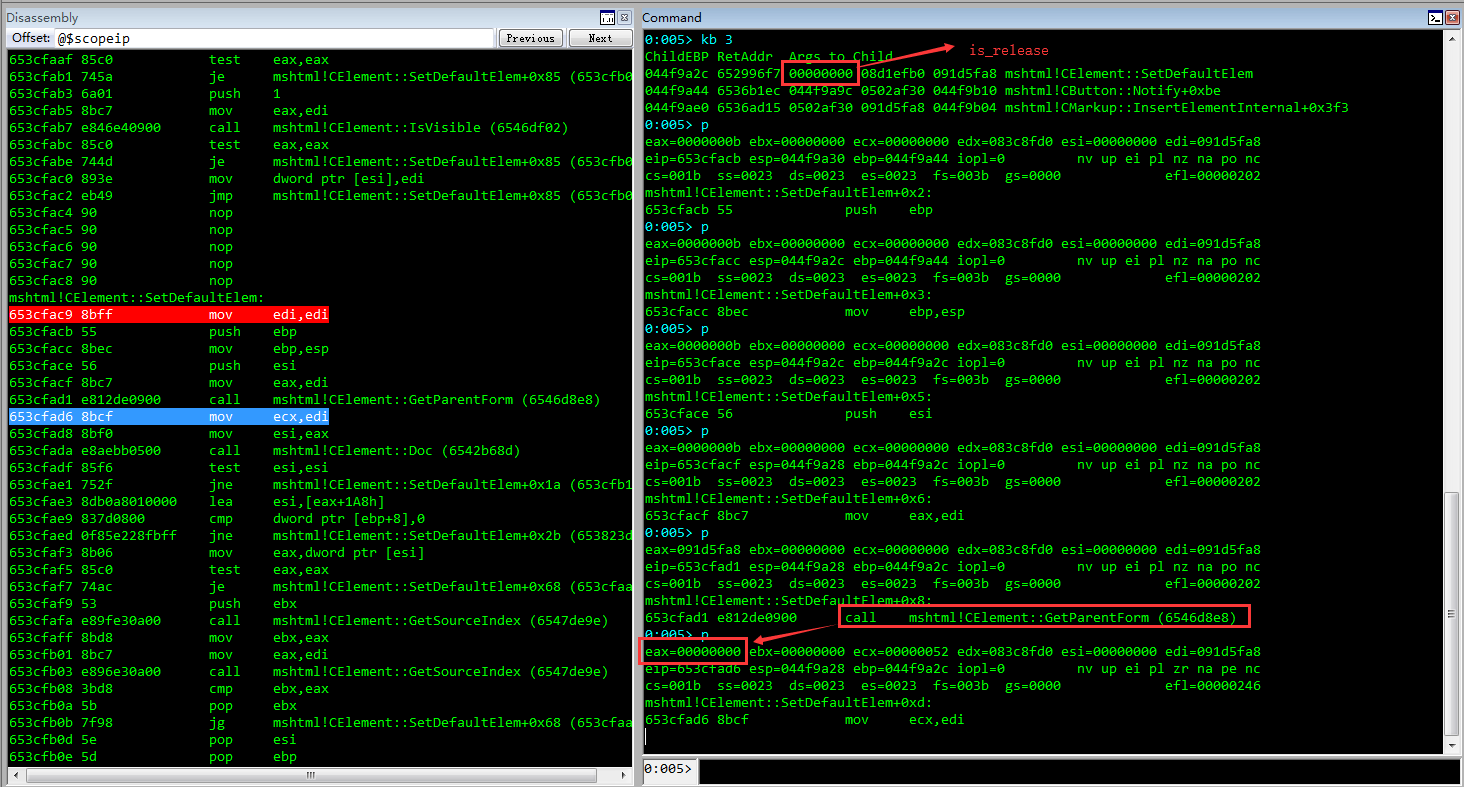 Disassembly
Offset: @$scopeip
Previous
Next
653cfaaf 85c0 test eax,eax
653cfab1 745a je mshtml!CElement::SetDefaultElem+0x85 (653cfb0
653cfab3 6a01 push 1
653cfab5 8bc7 mov eax,edi
653cfab7 e846e40900 call mshtml!CElement::IsVisible (6546df02)
653cfabc 85c0 test eax,eax
653cfabe 744d je mshtml!CElement::SetDefaultElem+0x85 (653cfb0
653cfac0 893e mov dword ptr [esi],edi
653cfac2 eb49 jmp mshtml!CElement::SetDefaultElem+0x85 (653cfb0
653cfac4 90 nop
653cfac5 90 nop
653cfac6 90 nop
653cfac7 90 nop
653cfac8 90 nop
mshtml!CElement::SetDefaultElem:
653cfac9 8bff mov edi,edi
653cfacb 55 push ebp
653cfacc 8bec mov ebp,esp
653cface 56 push esi
653cfacf 8bc7 mov eax,edi
653cfad1 e812de0900 call mshtml!CElement::GetParentForm (6546d8e8)
653cfad6 8bcf mov ecx,edi
653cfad8 8bf0 mov esi,eax
653cfada e8aebb0500 call mshtml!CElement::Doc (6542b68d)
653cfadf 85f6 test esi,esi
653cfae1 752f jne mshtml!CElement::SetDefaultElem+0x1a (653cfb1
653cfae3 8db0a8010000 lea esi,[eax+1A8h]
653cfae9 837d0800 cmp dword ptr [ebp+8],0
653cfaed 0f85e228fbff jne mshtml!CElement::SetDefaultElem+0x2b (653823d
653cfaf3 8b06 mov eax,dword ptr [esi]
653cfaf5 85c0 test eax,eax
653cfaf7 74ac je mshtml!CElement::SetDefaultElem+0x68 (653cfaa
653cfaf9 53 push ebx
653cfafa e89fe30a00 call mshtml!CElement::GetSourceIndex (6547de9e)
653cfaff 8bd8 mov ebx,eax
653cfb01 8bc7 mov eax,edi
653cfb03 e896e30a00 call mshtml!CElement::GetSourceIndex (6547de9e)
653cfb08 3bd8 cmp ebx,eax
653cfb0a 5b pop ebx
653cfb0b 7f98 jg mshtml!CElement::SetDefaultElem+0x68 (653cfaa
653cfb0d 5e pop esi
653cfb0e 5d pop ebp
Command
0:005> kb 3
ChildEBP RetAddr Args to Child
is_release
044f9a2c 652996f7 00000000 08d1efb0 091d5fa8 mshtml!CElement::SetDefaultElem
044f9a44 6536b1ec 044f9a9c 0502af30 044f9b10 mshtml!CButton::Notify+0xbe
044f9ae0 6536ad15 0502af30 091d5fa8 044f9b04 mshtml!CMarkup::InsertElementInternal+0x3f3
0:005> p
eax=0000000b ebx=00000000 ecx=00000000 edx=083c8fd0 esi=00000000 edi=091d5fa8
eip=653cfacb esp=044f9a30 ebp=044f9a44 iopl=0 nv up ei pl nz na po nc
cs=001b ss=0023 ds=0023 es=0023 fs=003b gs=0000 efl=00000202
mshtml!CElement::SetDefaultElem+0x2:
653cfacb 55 push ebp
0:005> p
eax=0000000b ebx=00000000 ecx=00000000 edx=083c8fd0 esi=00000000 edi=091d5fa8
eip=653cfacc esp=044f9a2c ebp=044f9a44 iopl=0 nv up ei pl nz na po nc
cs=001b ss=0023 ds=0023 es=0023 fs=003b gs=0000 efl=00000202
mshtml!CElement::SetDefaultElem+0x3:
653cfacc 8bec mov ebp,esp
0:005> p
eax=0000000b ebx=00000000 ecx=00000000 edx=083c8fd0 esi=00000000 edi=091d5fa8
eip=653cface esp=044f9a2c ebp=044f9a2c iopl=0 nv up ei pl nz na po nc
cs=001b ss=0023 ds=0023 es=0023 fs=003b gs=0000 efl=00000202
mshtml!CElement::SetDefaultElem+0x5:
653cface 56 push esi
0:005> p
eax=0000000b ebx=00000000 ecx=00000000 edx=083c8fd0 esi=00000000 edi=091d5fa8
eip=653cfacf esp=044f9a28 ebp=044f9a2c iopl=0 nv up ei pl nz na po nc
cs=001b ss=0023 ds=0023 es=0023 fs=003b gs=0000 efl=00000202
mshtml!CElement::SetDefaultElem+0x6:
653cfacf 8bc7 mov eax,edi
0:005> p
eax=091d5fa8 ebx=00000000 ecx=00000000 edx=083c8fd0 esi=00000000 edi=091d5fa8
eip=653cfad1 esp=044f9a28 ebp=044f9a2c iopl=0 nv up ei pl nz na po nc
cs=001b ss=0023 ds=0023 es=0023 fs=003b gs=0000 efl=00000202
mshtml!CElement::SetDefaultElem+0x8:
653cfad1 e812de0900 call mshtml!CElement::GetParentForm (6546d8e8)
0:005> p
eax=00000000 ebx=00000000 ecx=00000052 edx=083c8fd0 esi=00000000 edi=091d5fa8
eip=653cfad6 esp=044f9a28 ebp=044f9a2c iopl=0 nv up ei pl zr na pe nc
cs=001b ss=0023 ds=0023 es=0023 fs=003b gs=0000 efl=00000246
mshtml!CElement::SetDefaultElem+0xd:
653cfad6 8bcf mov ecx,edi
0:005>